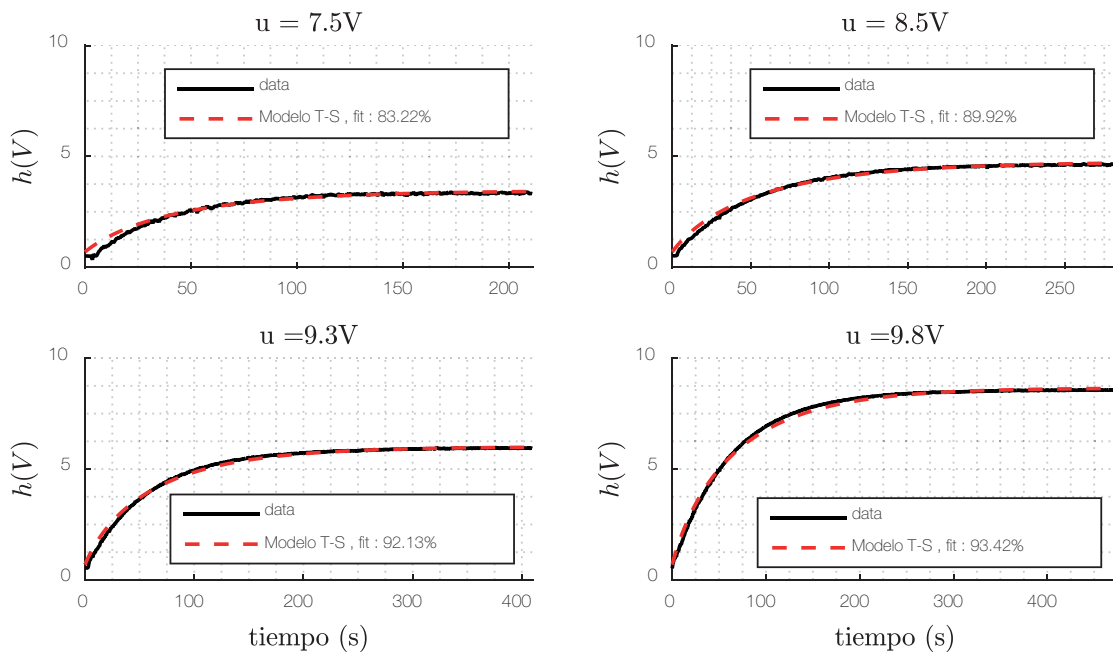 u = 7.5V
10
5
0
h(V)
data
Modelo T-S , fit : 83.22%
0 50 100 150 200
u = 8.5V
10
5
0
h(V)
data
Modelo T-S , fit : 89.92%
0 50 100 150 200 250
u =9.3V
10
5
0
h(V)
data
Modelo T-S , fit : 92.13%
0 100 200 300 400
tiempo (s)
u =9.8V
10
5
0
h(V)
data
Modelo T-S , fit : 93.42%
0 100 200 300 400
tiempo (s)